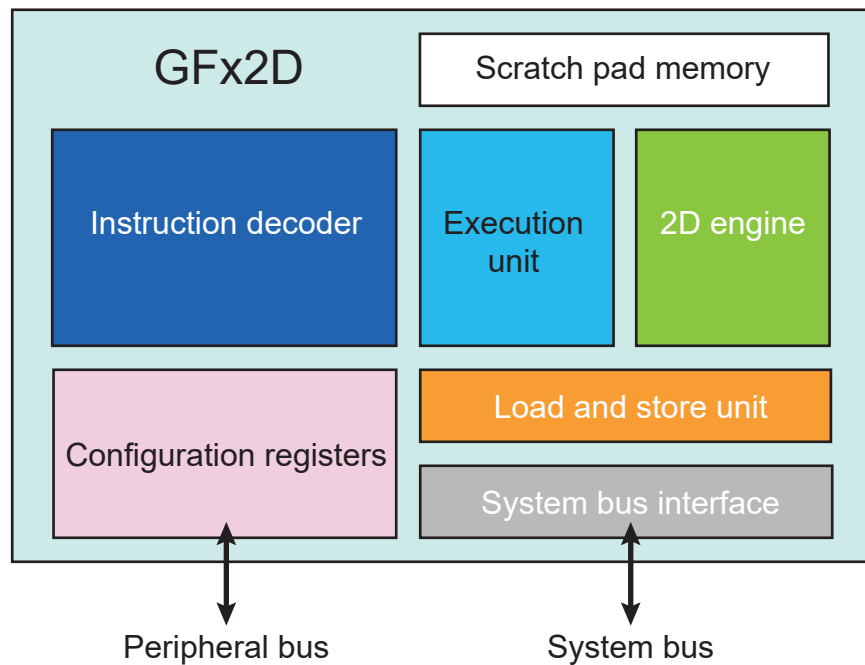 GFx2D
Scratch pad memory
Instruction decoder
Execution
unit
2D engine
Configuration registers
Load and store unit
System bus interface
Peripheral bus
System bus